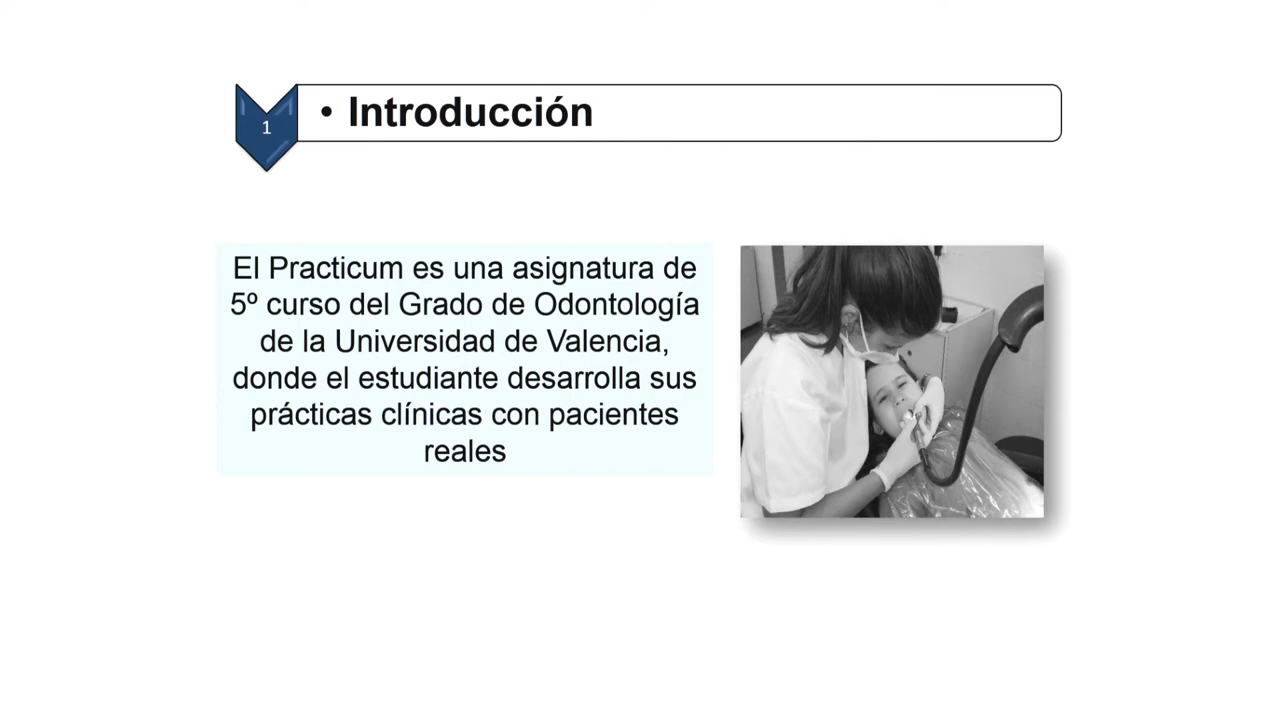 1
• Introducción
El Practicum es una asignatura de
5º curso del Grado de Odontología
de la Universidad de Valencia,
donde el estudiante desarrolla sus
prácticas clínicas con pacientes
reales